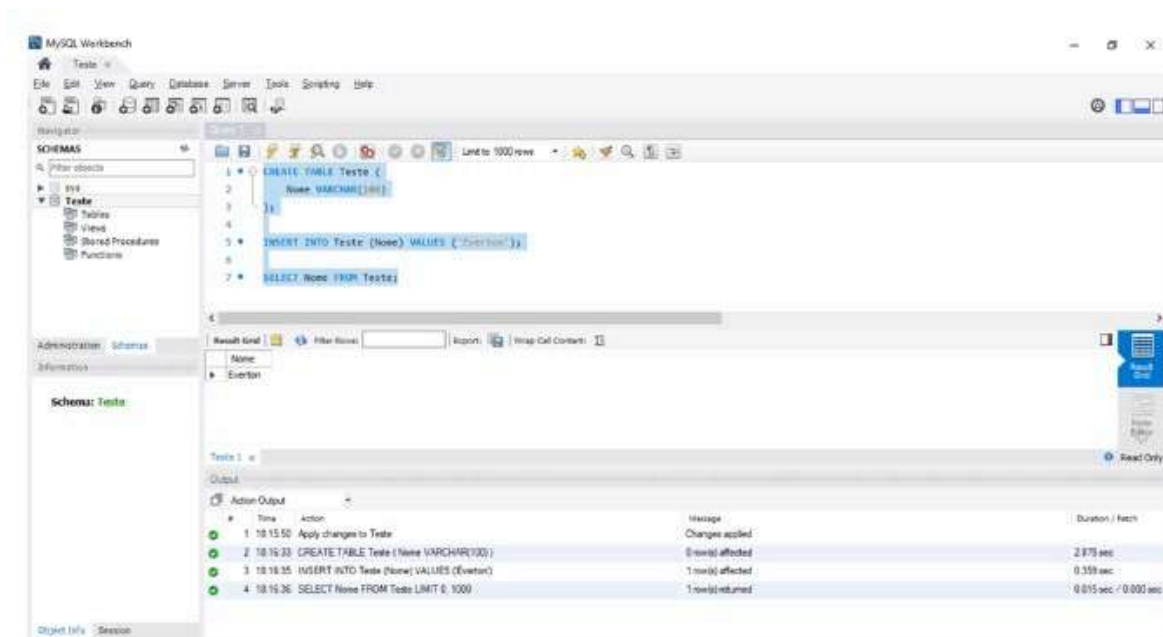 MySQL Workbench
Teste
File Edit View Query Database Server Tools Scripting Help
Navigator
SCHEMAS
Filter objects
sys
Teste
Tables
Views
Stored Procedures
Functions
Administration Schemas
Information
Schema: Teste
Object Info Session
Limit to 1000 rows
1 CREATE TABLE Teste (
2 Nome VARCHAR(100)
3 );
4
5 INSERT INTO Teste (Nome) VALUES ('Everton');
6
7 SELECT Nome FROM Teste;
Result Grid Filter Rows: Export: Wrap Cell Content:
Nome
Everton
Result Grid
Form Editor
Teste 1
Read Only
Output
Action Output
# Time Action Message Duration / Fetch
1 18:15:50 Apply changes to Teste Changes applied
2 18:16:33 CREATE TABLE Teste ( Nome VARCHAR(100) ) 0 row(s) affected 2.875 sec
3 18:16:35 INSERT INTO Teste (Nome) VALUES ('Everton') 1 row(s) affected 0.359 sec
4 18:16:36 SELECT Nome FROM Teste LIMIT 0, 1000 1 row(s) returned 0.015 sec / 0.000 sec